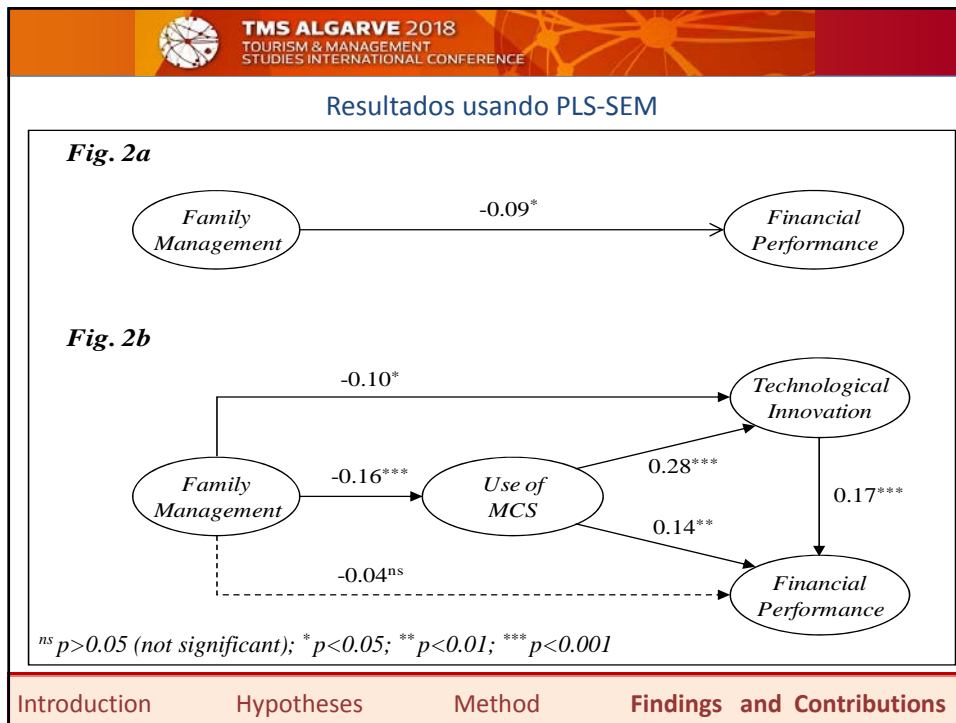 TMS ALGARVE 2018
TOURISM & MANAGEMENT
STUDIES INTERNATIONAL CONFERENCE
Resultados usando PLS-SEM
Fig. 2a
Family
Management
-0.09*
Financial
Performance
Fig. 2b
-0.10*
Technological
Innovation
Family
Management
-0.16***
Use of
MCS
0.28***
0.17***
0.14**
-0.04ns
Financial
Performance
ns p>0.05 (not significant); * p<0.05; ** p<0.01; *** p<0.001
Introduction Hypotheses Method Findings and Contributions